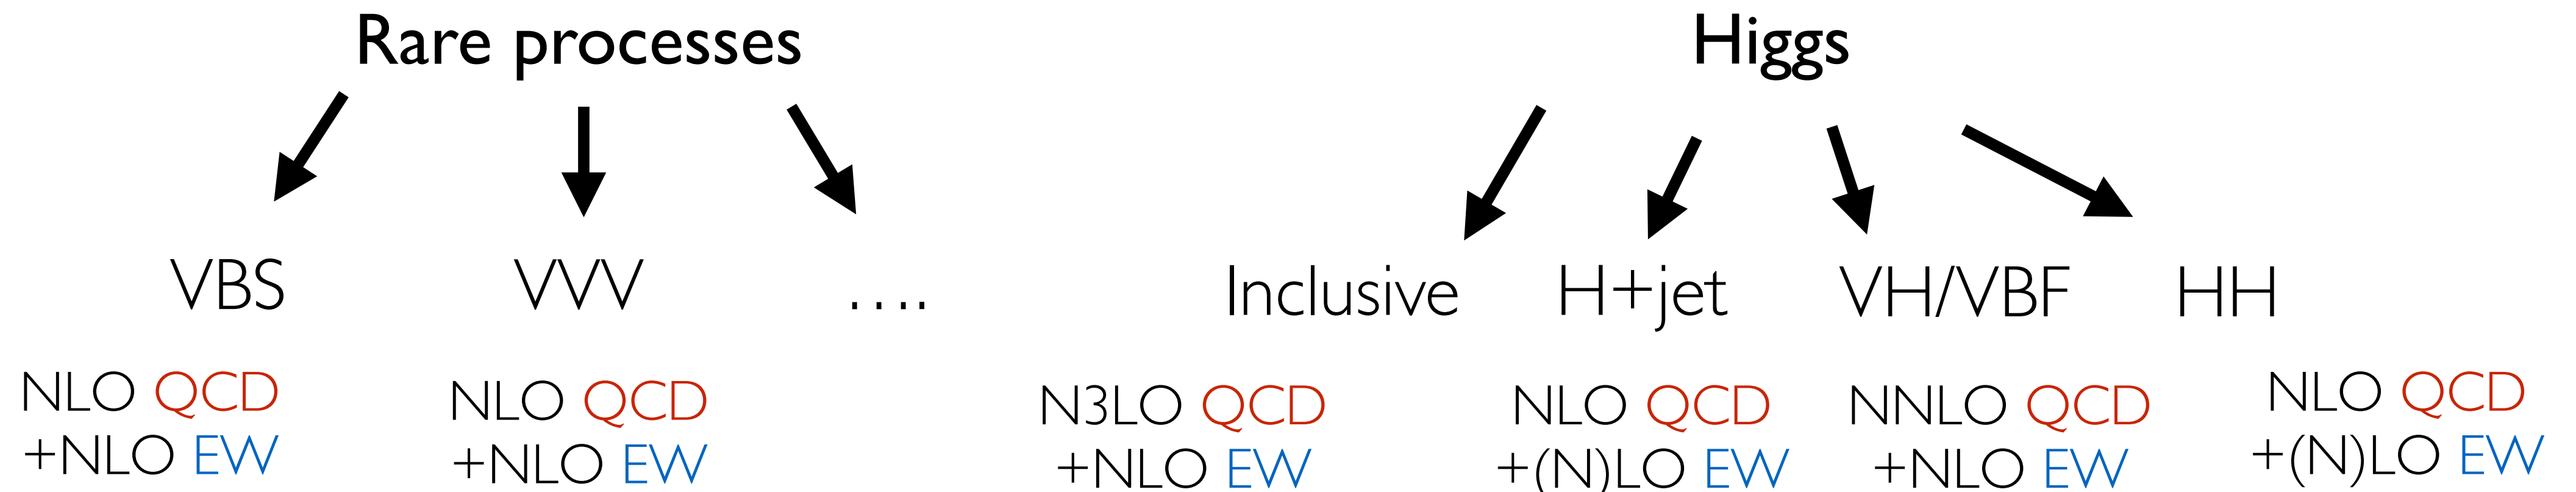 Rare processes
Higgs
VBS
VVV
....
Inclusive
H+jet
VH/VBF
HH
NLO QCD
+NLO EW
NLO QCD
+NLO EW
N3LO QCD
+NLO EW
NLO QCD
+(N)LO EW
NNLO QCD
+NLO EW
NLO QCD
+(N)LO EW